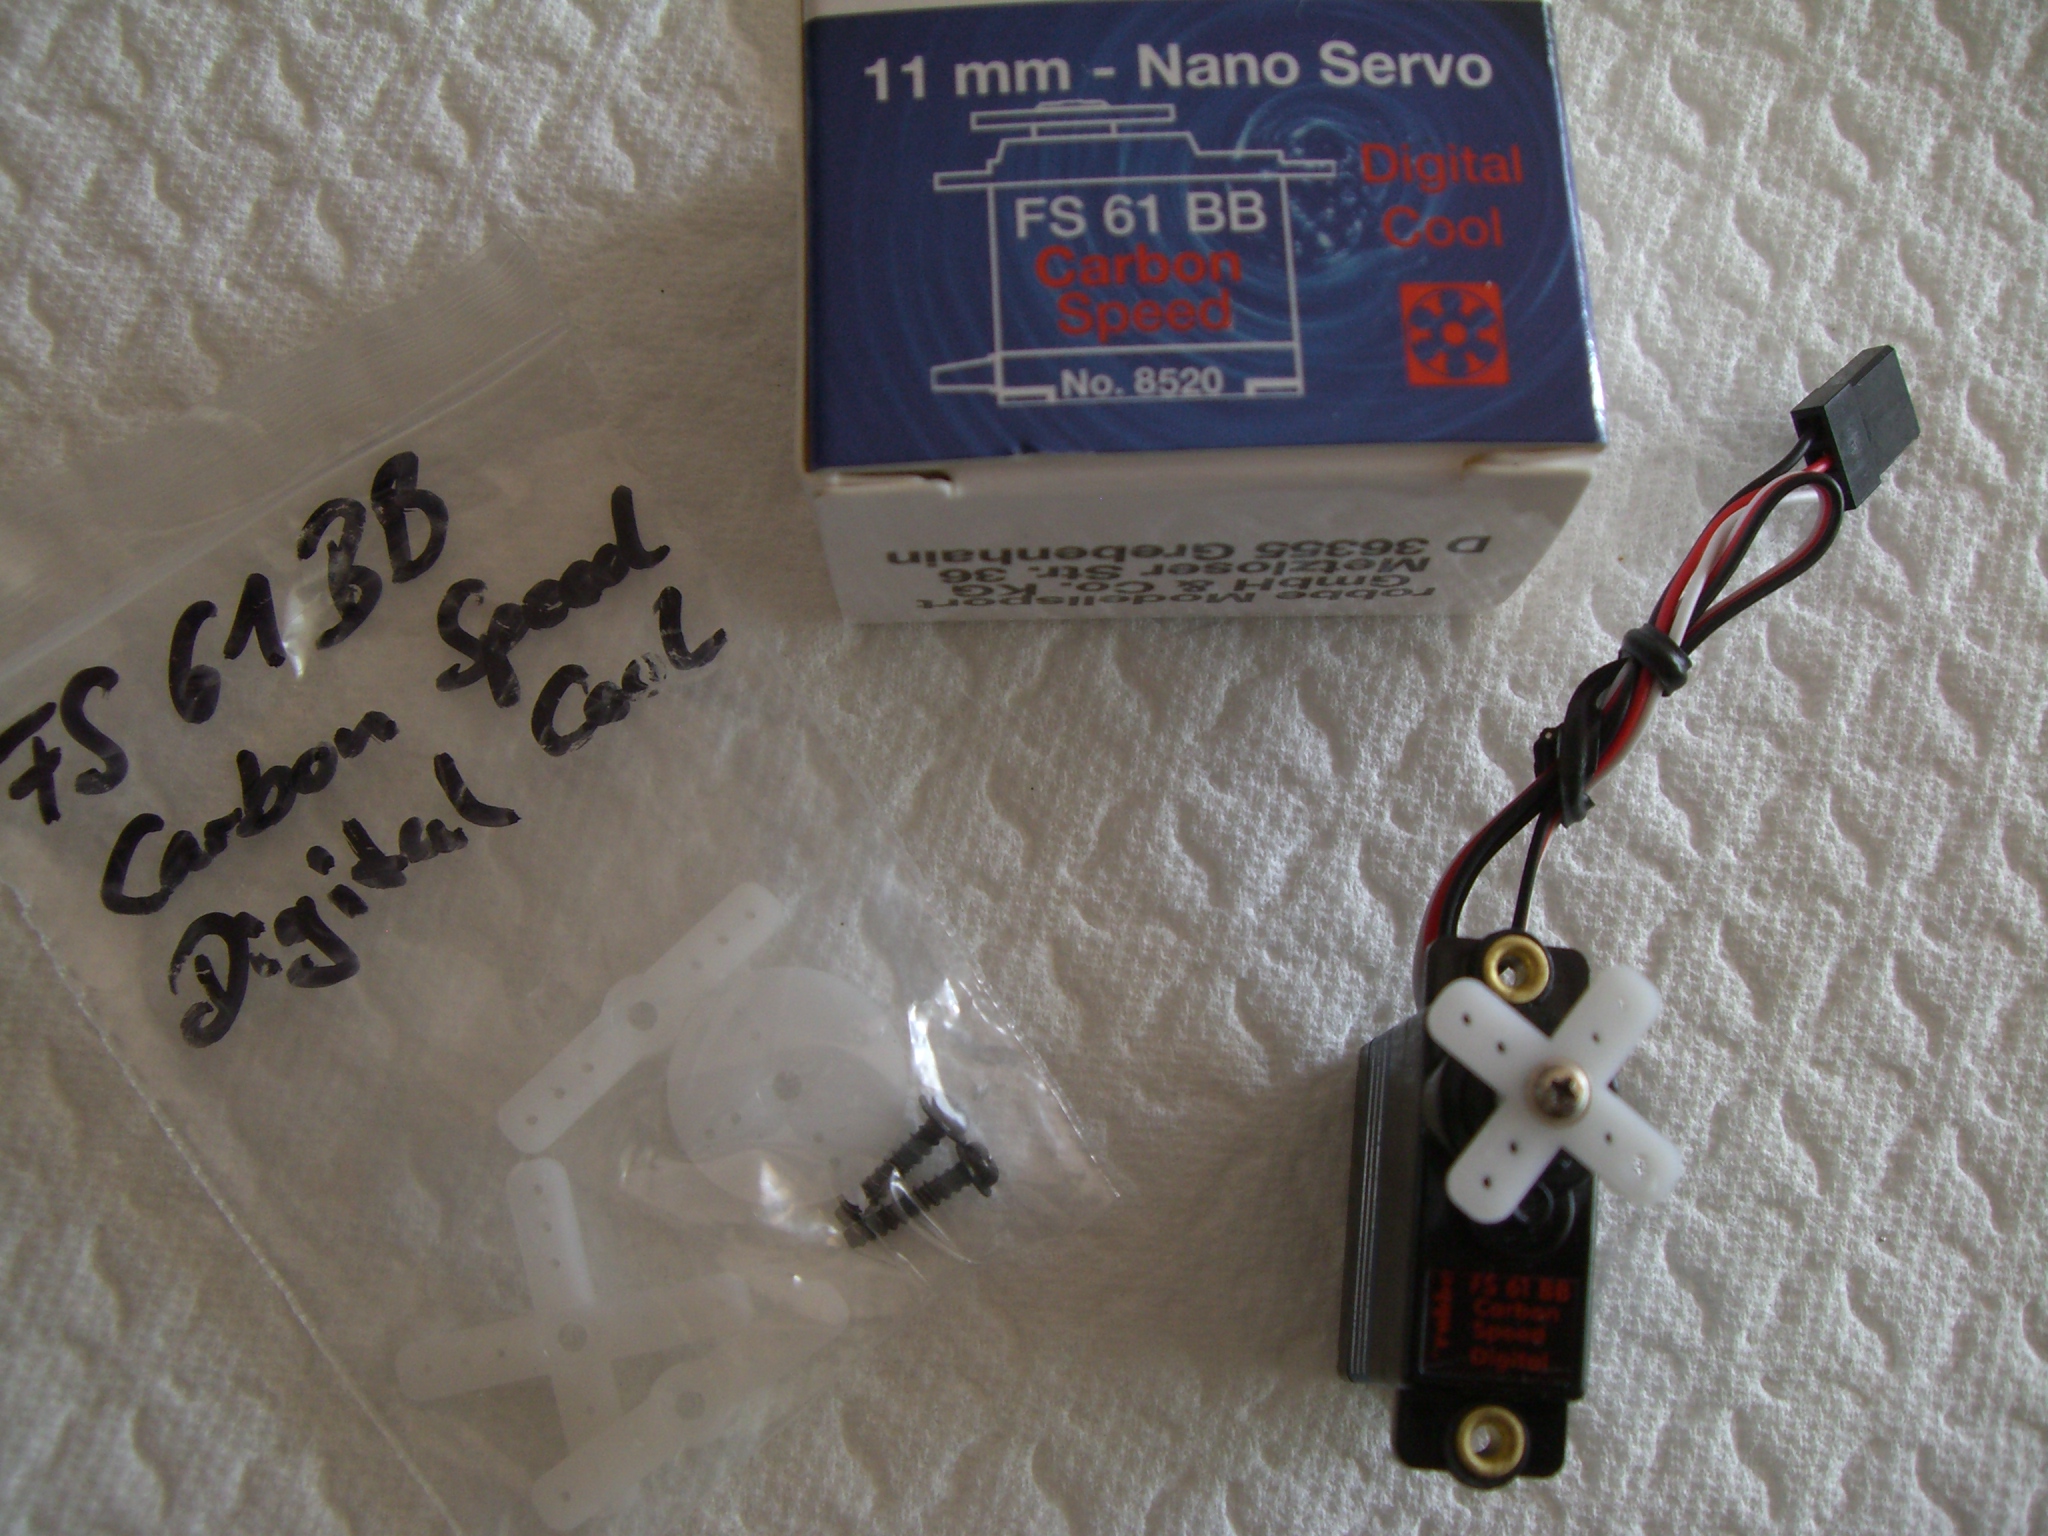 11 mm - Nano Servo
Digital
Cool
FS 61 BB
Carbon
Speed
No. 8520
robbe Modellsport
GmbH & Co. KG
Metzloser Str. 36
D 36355 Grebenhain
FS 61 BB
Carbon Speed
Digital Cool
robbe
FS 61 BB
Carbon
Speed
Digital